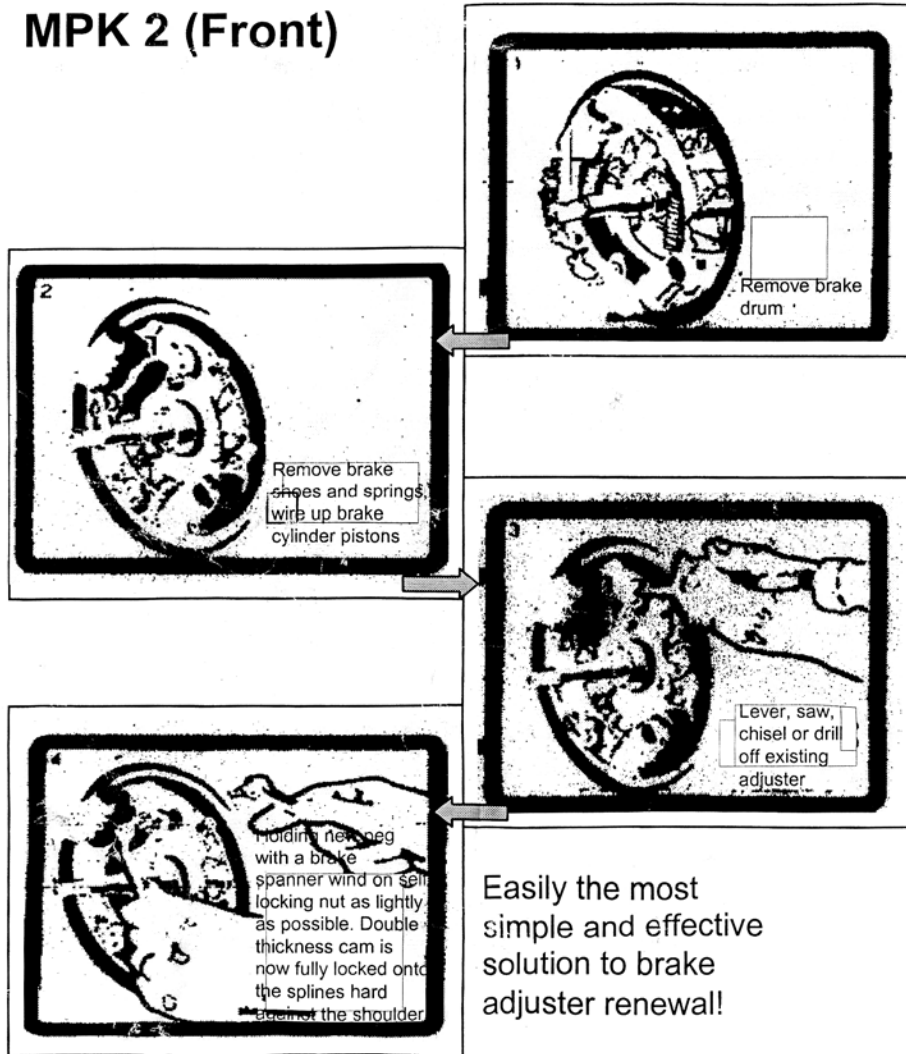 MPK 2 (Front)
1
Remove brake
drum
2
Remove brake
shoes and springs,
wire up brake
cylinder pistons
3
Lever, saw,
chisel or drill
off existing
adjuster
4
Holding new peg
with a brake
spanner wind on self
locking nut as lightly
as possible. Double
thickness cam is
now fully locked onto
the splines hard
against the shoulder
Easily the most
simple and effective
solution to brake
adjuster renewal!